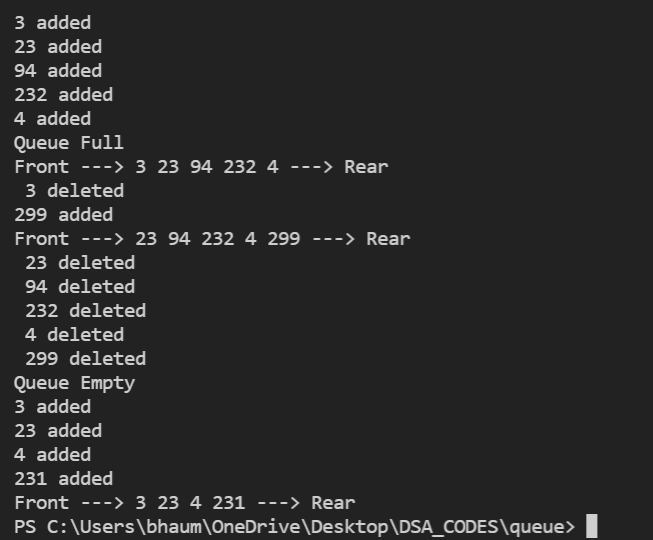 3 added
23 added
94 added
232 added
4 added
Queue Full
Front ---> 3 23 94 232 4 ---> Rear
 3 deleted
299 added
Front ---> 23 94 232 4 299 ---> Rear
 23 deleted
 94 deleted
 232 deleted
 4 deleted
 299 deleted
Queue Empty
3 added
23 added
4 added
231 added
Front ---> 3 23 4 231 ---> Rear
PS C:\Users\bhaum\OneDrive\Desktop\DSA_CODES\queue>